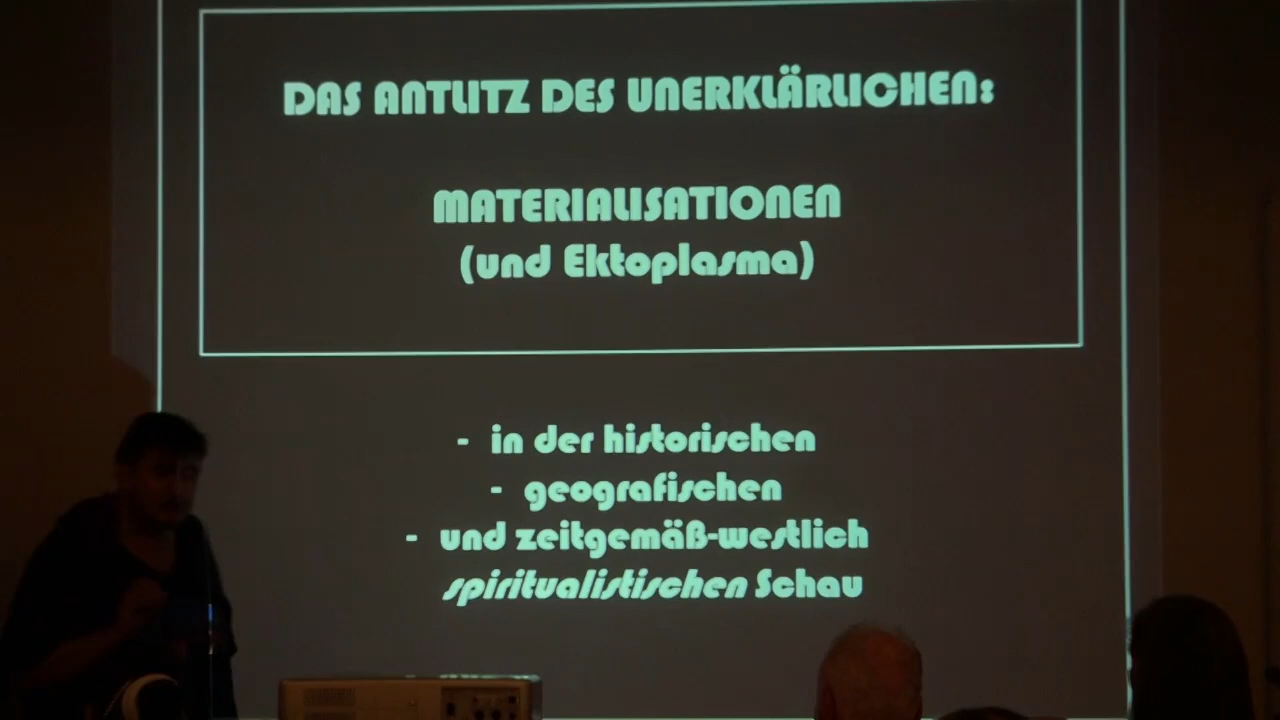 DAS ANTLITZ DES UNERKLÄRLICHEN:
MATERIALISATIONEN
(und Ektoplasma)
- in der historischen
- geografischen
- und zeitgemäß-westlich
spiritualistischen Schau